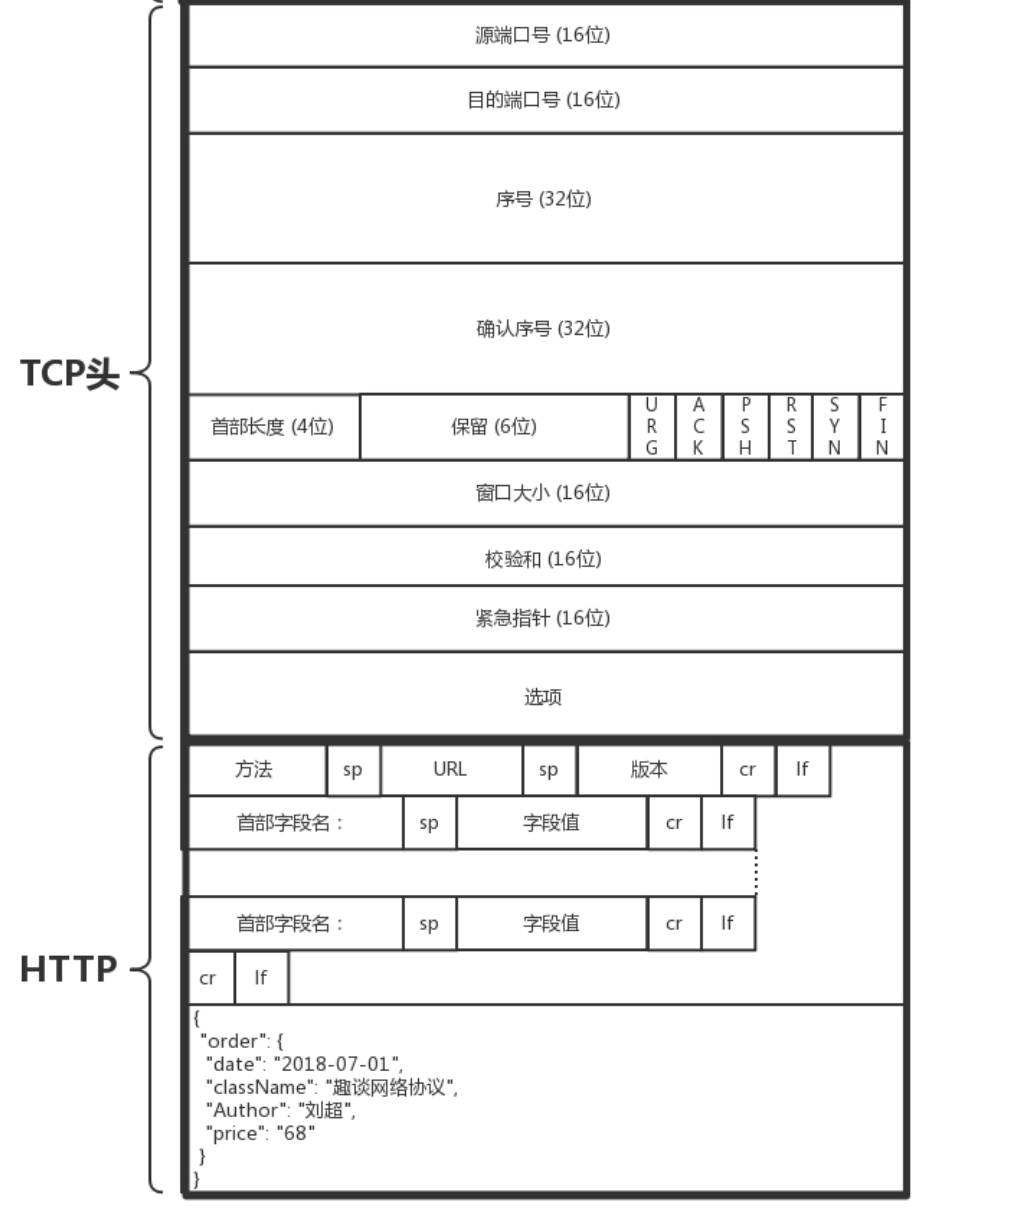 源端口号 (16位)
目的端口号 (16位)
序号 (32位)
确认序号 (32位)
TCP头
首部长度 (4位) 保留 (6位) URG ACK PSH RST SYN FIN
窗口大小 (16位)
校验和 (16位)
紧急指针 (16位)
选项
方法 sp URL sp 版本 cr lf
首部字段名： sp 字段值 cr lf
首部字段名： sp 字段值 cr lf
HTTP
cr lf
{
"order": {
"date": "2018-07-01",
"className": "趣谈网络协议",
"Author": "刘超",
"price": "68"
}
}